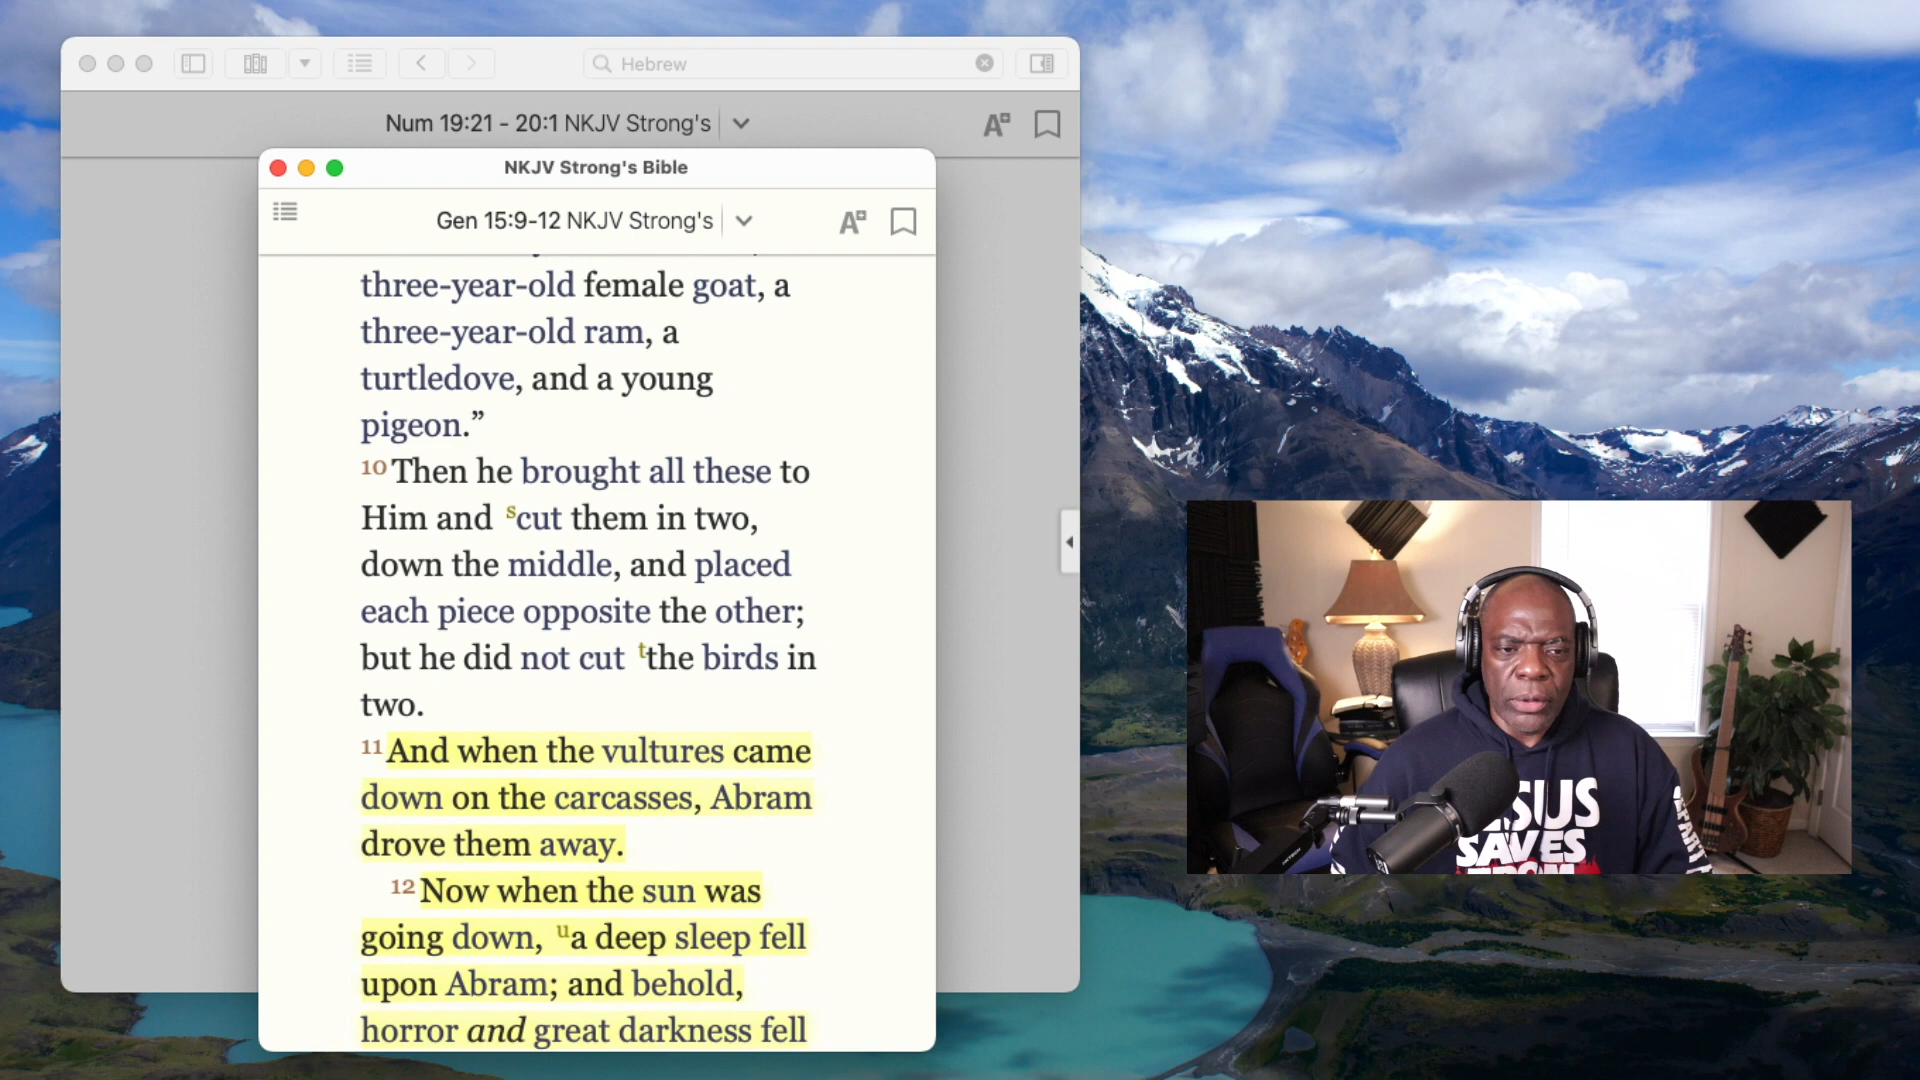 Hebrew
Num 19:21 - 20:1 NKJV Strong's
NKJV Strong's Bible
Gen 15:9-12 NKJV Strong's
three-year-old female goat, a
three-year-old ram, a
turtledove, and a young
pigeon.”
10 Then he brought all these to
Him and s cut them in two,
down the middle, and placed
each piece opposite the other;
but he did not cut t the birds in
two.
11 And when the vultures came
down on the carcasses, Abram
drove them away.
12 Now when the sun was
going down, u a deep sleep fell
upon Abram; and behold,
horror and great darkness fell
SAVES